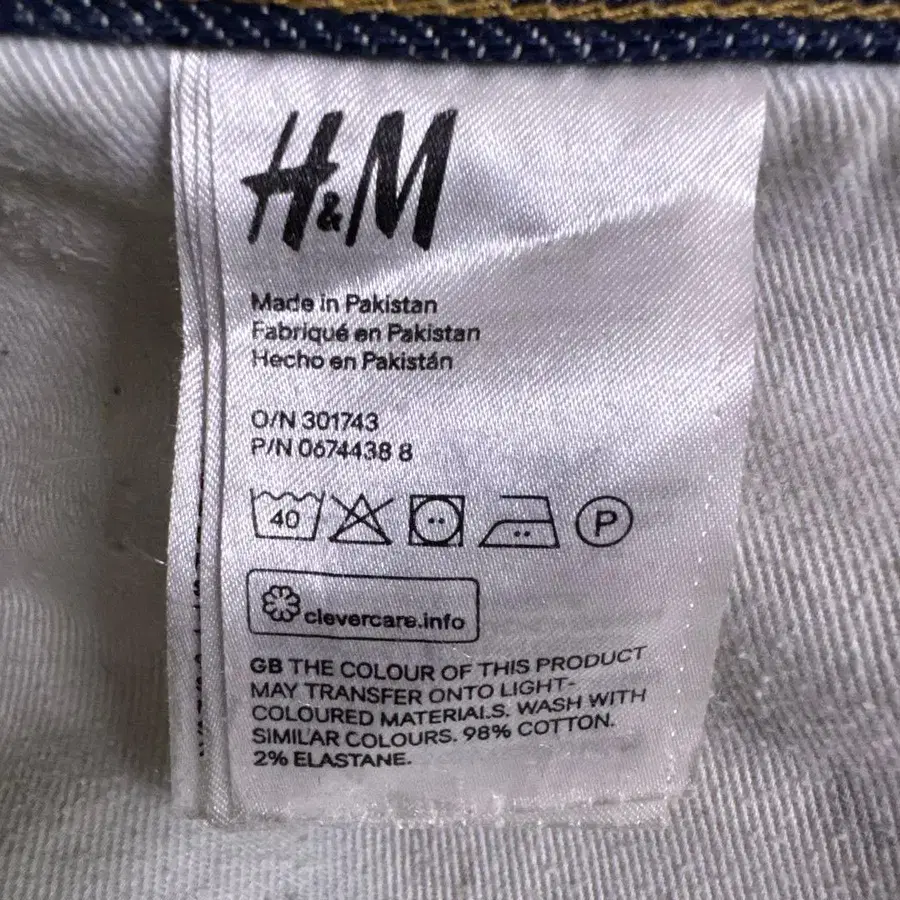 H&M
Made in Pakistan
Fabriqué en Pakistan
Hecho en Pakistán
O/N 301743
P/N 0674438 8
40 P
clevercare.info
GB THE COLOUR OF THIS PRODUCT
MAY TRANSFER ONTO LIGHT-
COLOURED MATERIALS. WASH WITH
SIMILAR COLOURS. 98% COTTON.
2% ELASTANE.